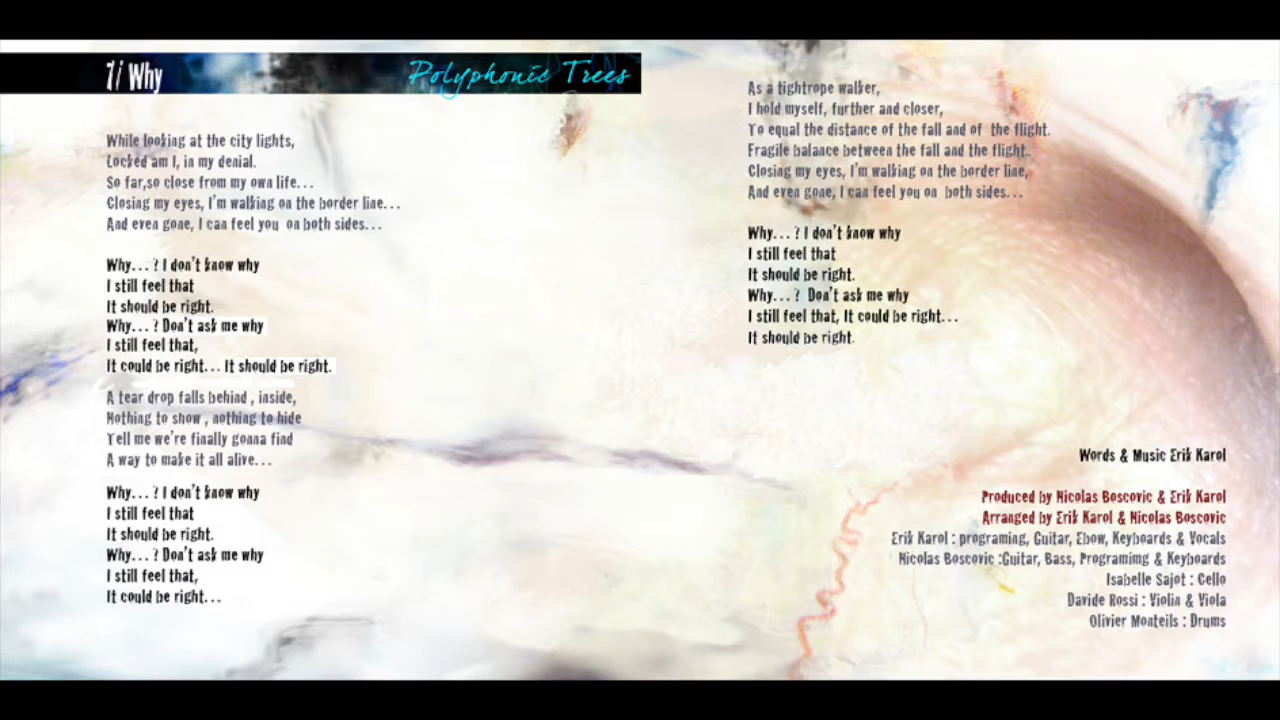 7/ Why
Polyphonic Trees
While looking at the city lights,
Locked am I, in my denial.
So far,so close from my own life...
Closing my eyes, I'm walking on the border line...
And even gone, I can feel you on both sides...
Why... ? I don't know why
I still feel that
It should be right.
Why... ? Don't ask me why
I still feel that,
It could be right... It should be right.
A tear drop falls behind , inside,
Nothing to show , nothing to hide
Tell me we're finally gonna find
A way to make it all alive...
Why... ? I don't know why
I still feel that
It should be right.
Why... ? Don't ask me why
I still feel that,
It could be right...
As a tightrope walker,
I hold myself, further and closer,
To equal the distance of the fall and of the flight.
Fragile balance between the fall and the flight..
Closing my eyes, I'm walking on the border line,
And even gone, I can feel you on both sides...
Why... ? I don't know why
I still feel that
It should be right.
Why... ? Don't ask me why
I still feel that, It could be right...
It should be right.
Words & Music Erik Karol
Produced by Nicolas Boscovic & Erik Karol
Arranged by Erik Karol & Nicolas Boscovic
Erik Karol : programing, Guitar, Ebow, Keyboards & Vocals
Nicolas Boscovic :Guitar, Bass, Programimg & Keyboards
Isabelle Sajot : Cello
Davide Rossi : Violin & Viola
Olivier Monteils : Drums